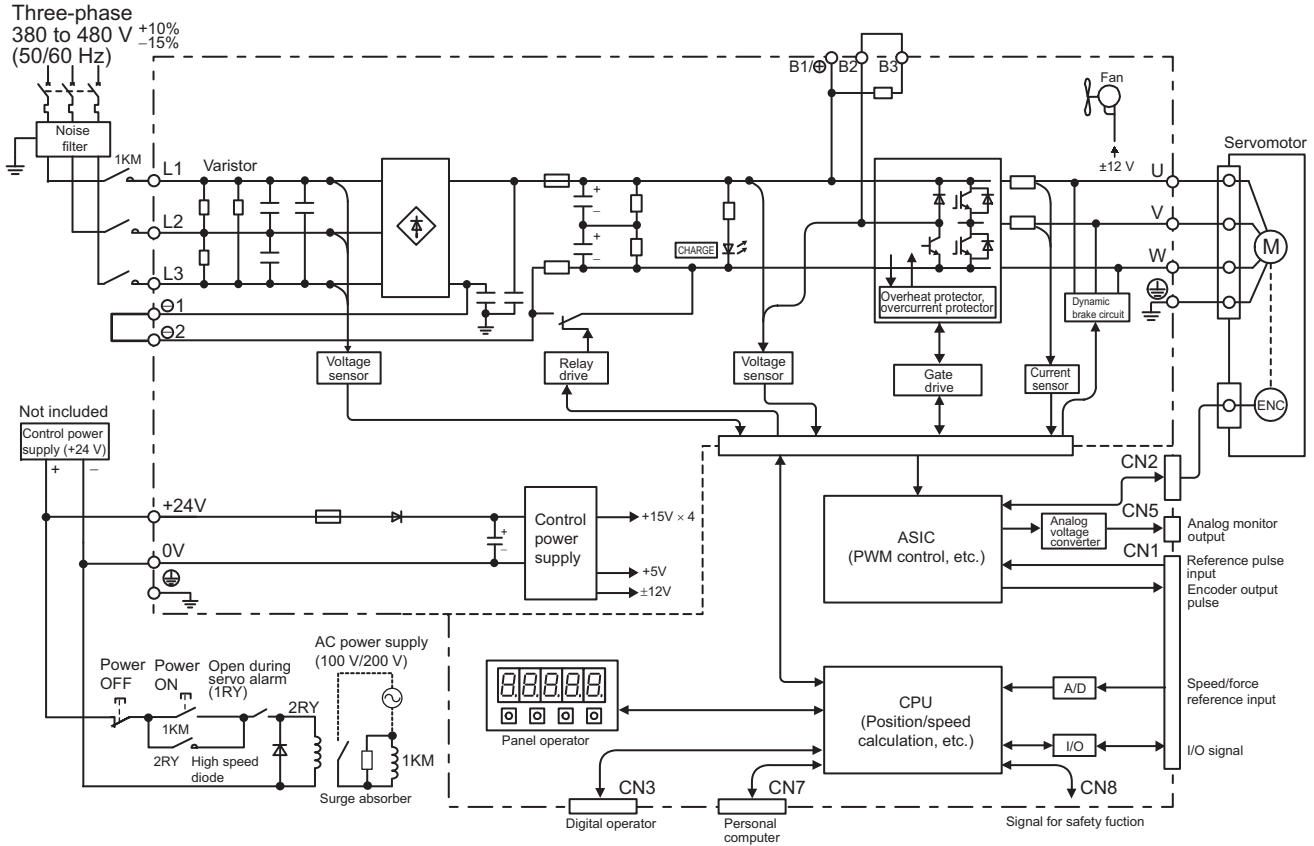 Three-phase
380 to 480 V +10% −15%
(50/60 Hz)
B1/⊕ B2 B3
Fan
±12 V
Servomotor
Noise
filter
1KM
L1
Varistor
L2
L3
⊖1
⊖2
CHARGE
+
−
+
−
Overheat protector,
overcurrent protector
U
V
W
M
Dynamic
brake circuit
Voltage
sensor
Relay
drive
Voltage
sensor
Gate
drive
Current
sensor
ENC
Not included
Control power
supply (+24 V)
+ −
+24V
0V
+
−
Control
power
supply
+15V × 4
+5V
±12V
ASIC
(PWM control, etc.)
Analog
voltage
converter
CN2
CN5
Analog monitor
output
CN1
Reference pulse
input
Encoder output
pulse
Power
OFF
Power
ON
Open during
servo alarm
(1RY)
1KM
2RY
2RY
High speed
diode
AC power supply
(100 V/200 V)
1KM
Surge absorber
8.8.8.8.8.
Panel operator
CPU
(Position/speed
calculation, etc.)
A/D
Speed/force
reference input
I/O
I/O signal
CN3
Digital operator
CN7
Personal
computer
CN8
Signal for safety fuction